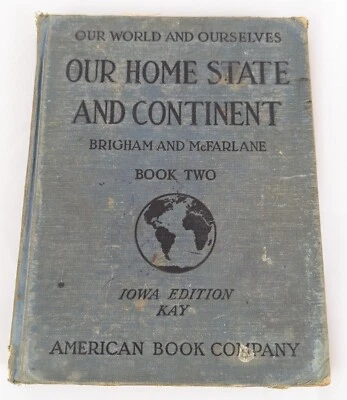 OUR WORLD AND OURSELVES
OUR HOME STATE
AND CONTINENT
BRIGHAM AND McFARLANE
BOOK TWO
IOWA EDITION
KAY
AMERICAN BOOK COMPANY